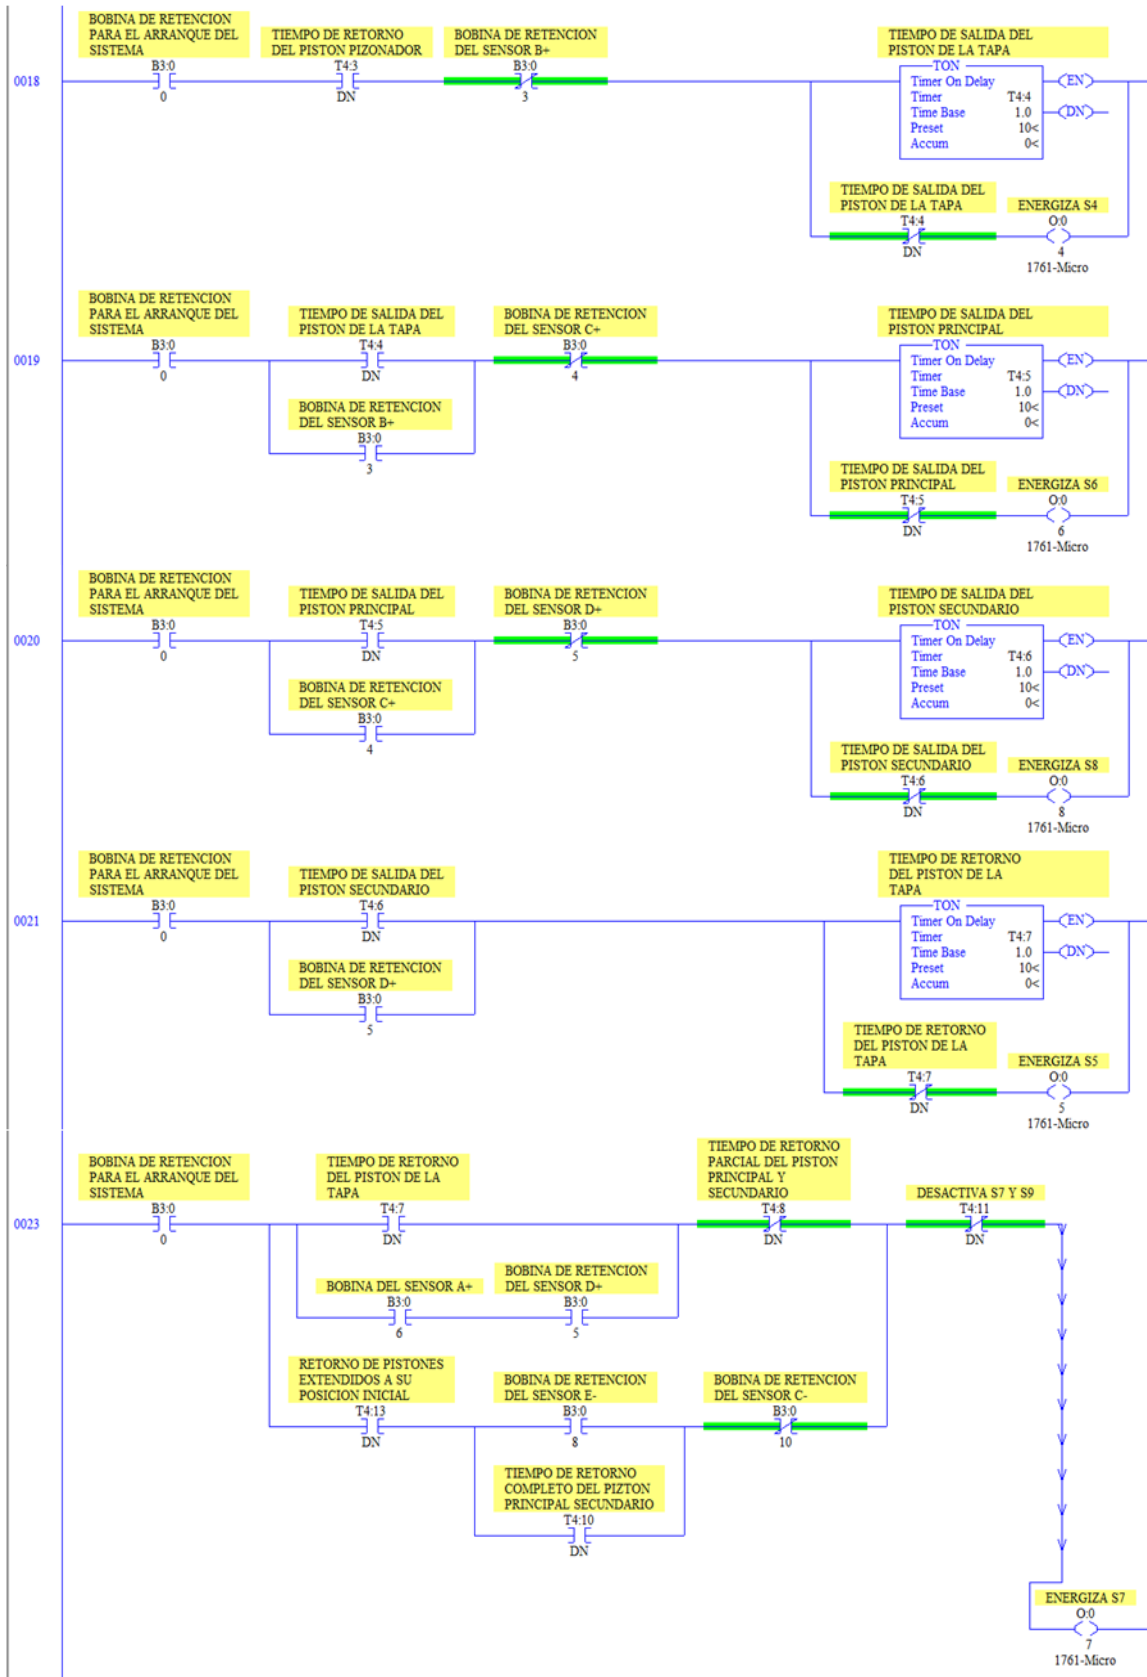 BOBINA DE RETENCION
PARA EL ARRANQUE DEL
SISTEMA
B3:0
0
TIEMPO DE RETORNO
DEL PISTON PIZONADOR
T4:3
DN
BOBINA DE RETENCION
DEL SENSOR B+
B3:0
3
TIEMPO DE SALIDA DEL
PISTON DE LA TAPA
0018
TON
Timer On Delay
Timer T4:4
Time Base 1.0
Preset 10<
Accum 0<
EN
DN
TIEMPO DE SALIDA DEL
PISTON DE LA TAPA
T4:4
DN
ENERGIZA S4
O:0
4
1761-Micro
BOBINA DE RETENCION
PARA EL ARRANQUE DEL
SISTEMA
B3:0
0
TIEMPO DE SALIDA DEL
PISTON DE LA TAPA
T4:4
DN
BOBINA DE RETENCION
DEL SENSOR C+
B3:0
4
TIEMPO DE SALIDA DEL
PISTON PRINCIPAL
0019
TON
Timer On Delay
Timer T4:5
Time Base 1.0
Preset 10<
Accum 0<
EN
DN
BOBINA DE RETENCION
DEL SENSOR B+
B3:0
3
TIEMPO DE SALIDA DEL
PISTON PRINCIPAL
T4:5
DN
ENERGIZA S6
O:0
6
1761-Micro
BOBINA DE RETENCION
PARA EL ARRANQUE DEL
SISTEMA
B3:0
0
TIEMPO DE SALIDA DEL
PISTON PRINCIPAL
T4:5
DN
BOBINA DE RETENCION
DEL SENSOR D+
B3:0
5
TIEMPO DE SALIDA DEL
PISTON SECUNDARIO
0020
TON
Timer On Delay
Timer T4:6
Time Base 1.0
Preset 10<
Accum 0<
EN
DN
BOBINA DE RETENCION
DEL SENSOR C+
B3:0
4
TIEMPO DE SALIDA DEL
PISTON SECUNDARIO
T4:6
DN
ENERGIZA S8
O:0
8
1761-Micro
BOBINA DE RETENCION
PARA EL ARRANQUE DEL
SISTEMA
B3:0
0
TIEMPO DE SALIDA DEL
PISTON SECUNDARIO
T4:6
DN
TIEMPO DE RETORNO
DEL PISTON DE LA
TAPA
0021
TON
Timer On Delay
Timer T4:7
Time Base 1.0
Preset 10<
Accum 0<
EN
DN
BOBINA DE RETENCION
DEL SENSOR D+
B3:0
5
TIEMPO DE RETORNO
DEL PISTON DE LA
TAPA
T4:7
DN
ENERGIZA S5
O:0
5
1761-Micro
BOBINA DE RETENCION
PARA EL ARRANQUE DEL
SISTEMA
B3:0
0
TIEMPO DE RETORNO
DEL PISTON DE LA
TAPA
T4:7
DN
TIEMPO DE RETORNO
PARCIAL DEL PISTON
PRINCIPAL Y
SECUNDARIO
T4:8
DN
DESACTIVA S7 Y S9
T4:11
DN
0023
BOBINA DEL SENSOR A+
B3:0
6
BOBINA DE RETENCION
DEL SENSOR D+
B3:0
5
RETORNO DE PISTONES
EXTENDIDOS A SU
POSICION INICIAL
T4:13
DN
BOBINA DE RETENCION
DEL SENSOR E-
B3:0
8
BOBINA DE RETENCION
DEL SENSOR C-
B3:0
10
TIEMPO DE RETORNO
COMPLETO DEL PIZTON
PRINCIPAL SECUNDARIO
T4:10
DN
ENERGIZA S7
O:0
7
1761-Micro